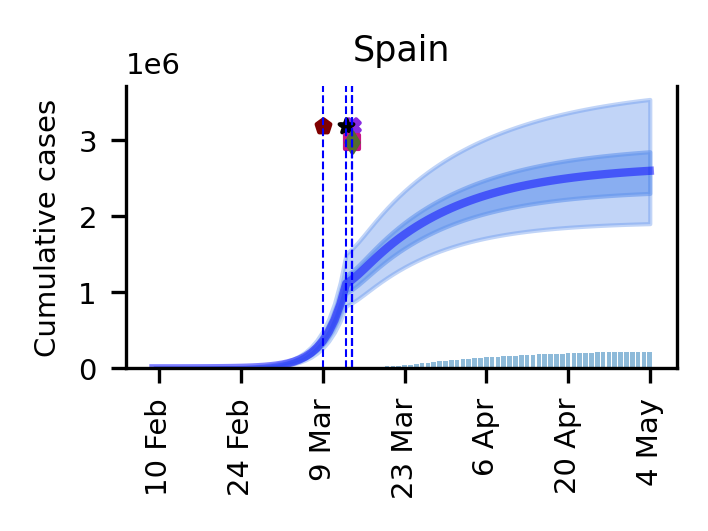 Spain
1e6
Cumulative cases
3
2
1
0
10 Feb
24 Feb
9 Mar
23 Mar
6 Apr
20 Apr
4 May